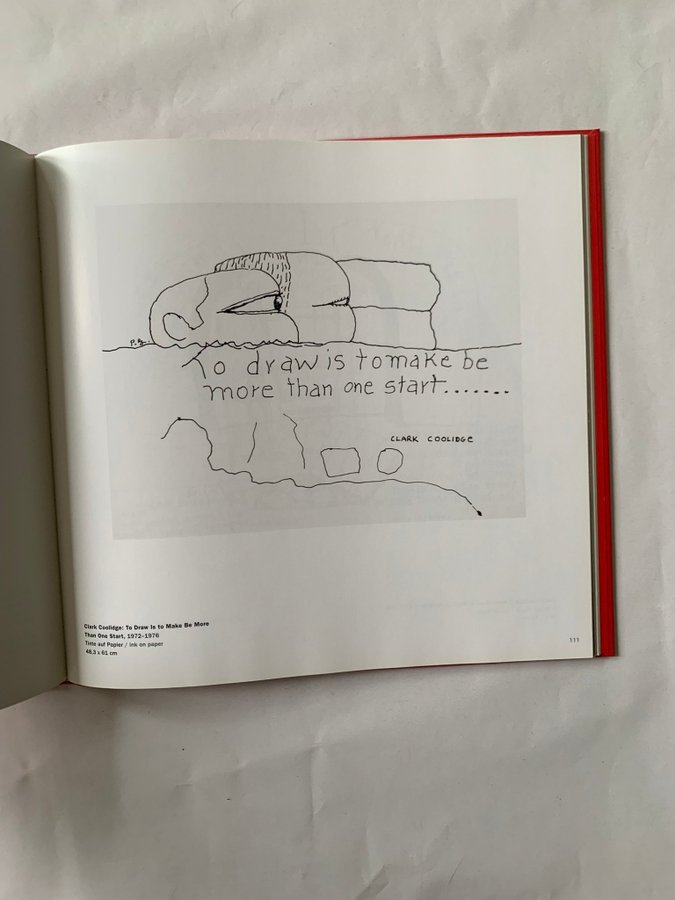 P.G.
To draw is to make be
more than one start.......
CLARK COOLIDGE
Clark Coolidge: To Draw Is to Make Be More
Than One Start, 1972–1976
Tinte auf Papier / Ink on paper
48,3 x 61 cm
111